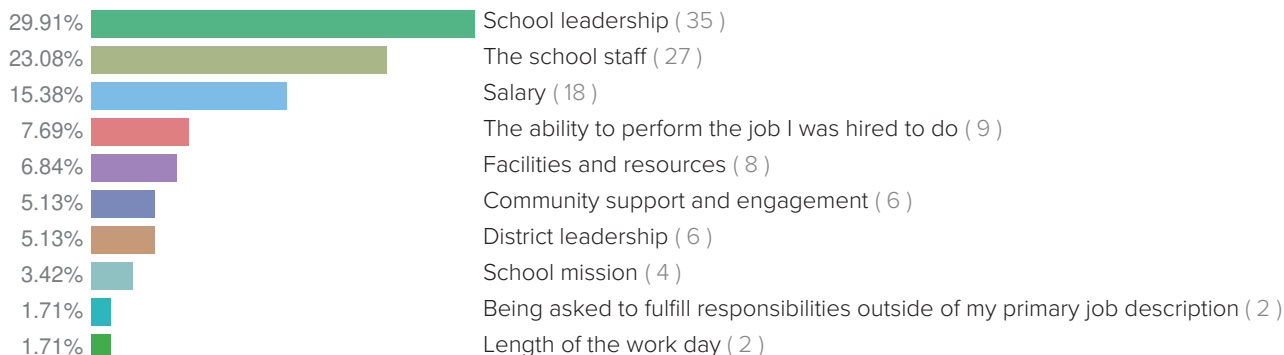 29.91% School leadership ( 35 )
23.08% The school staff ( 27 )
15.38% Salary ( 18 )
7.69% The ability to perform the job I was hired to do ( 9 )
6.84% Facilities and resources ( 8 )
5.13% Community support and engagement ( 6 )
5.13% District leadership ( 6 )
3.42% School mission ( 4 )
1.71% Being asked to fulfill responsibilities outside of my primary job description ( 2 )
1.71% Length of the work day ( 2 )